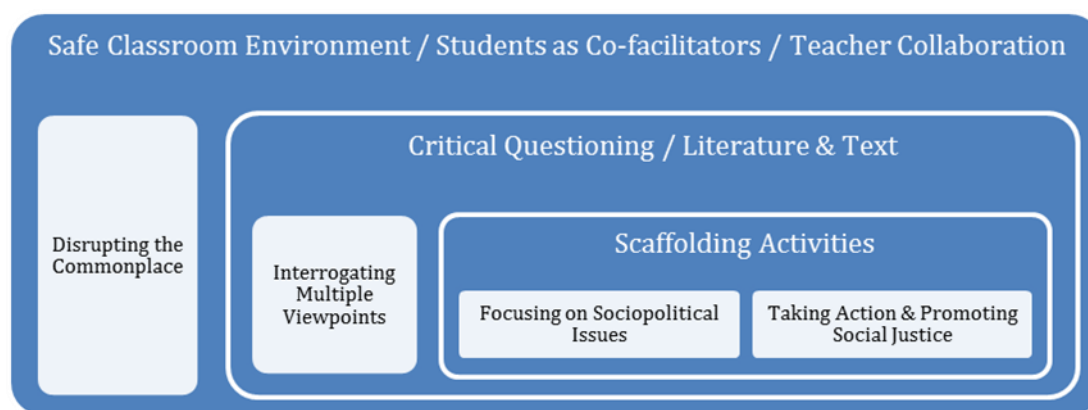 Safe Classroom Environment / Students as Co-facilitators / Teacher Collaboration
Critical Questioning / Literature & Text
Disrupting the
Commonplace
Interrogating
Multiple
Viewpoints
Scaffolding Activities
Focusing on Sociopolitical
Issues
Taking Action & Promoting
Social Justice